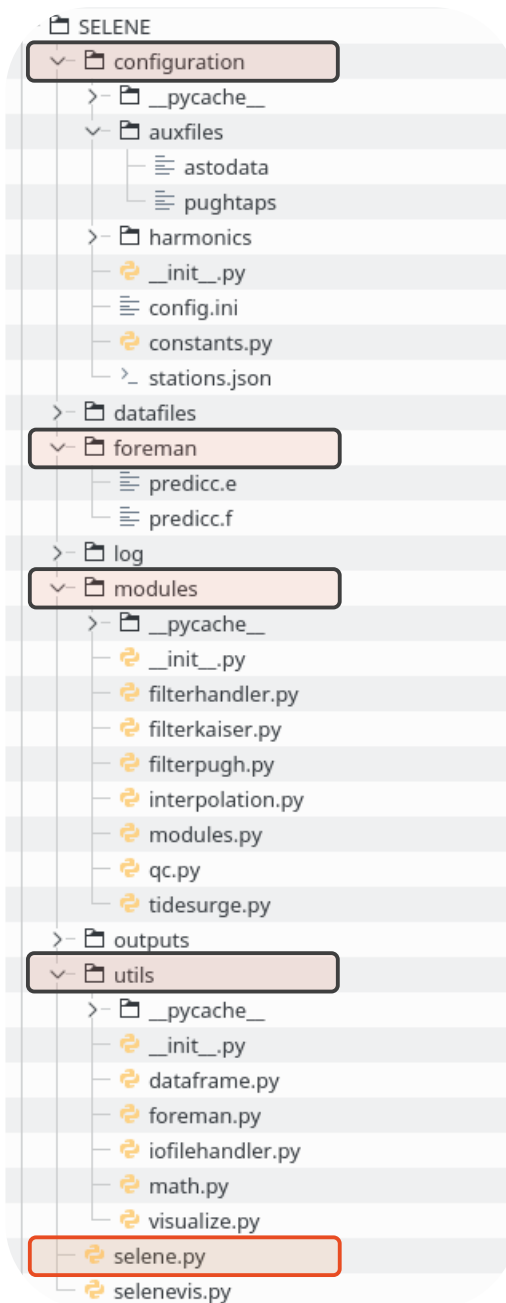 SELENE
configuration
__pycache__
auxfiles
astodata
pughtaps
harmonics
__init__.py
config.ini
constants.py
stations.json
datafiles
foreman
predicc.e
predicc.f
log
modules
__pycache__
__init__.py
filterhandler.py
filterkaiser.py
filterpugh.py
interpolation.py
modules.py
qc.py
tidesurge.py
outputs
utils
__pycache__
__init__.py
dataframe.py
foreman.py
iofilehandler.py
math.py
visualize.py
selene.py
selenevis.py